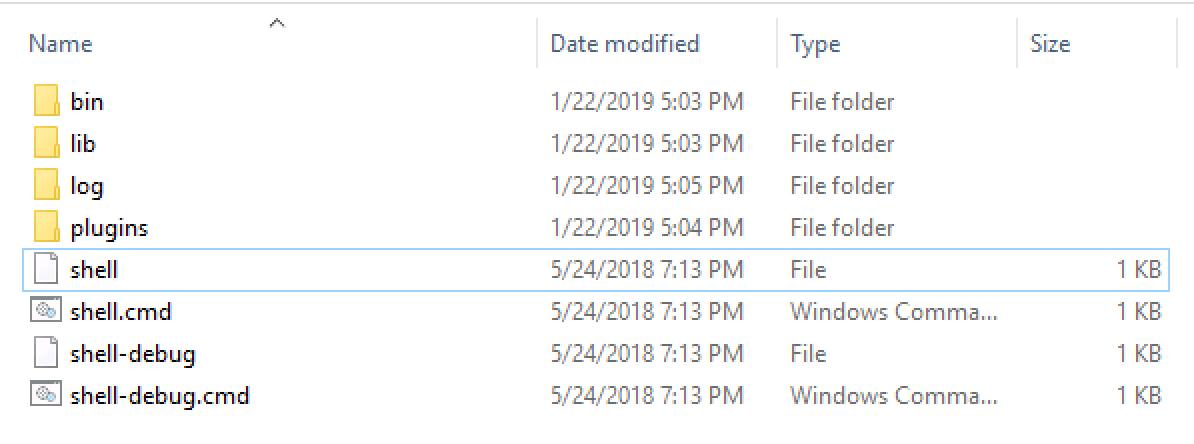 Name Date modified Type Size
bin 1/22/2019 5:03 PM File folder
lib 1/22/2019 5:03 PM File folder
log 1/22/2019 5:05 PM File folder
plugins 1/22/2019 5:04 PM File folder
shell 5/24/2018 7:13 PM File 1 KB
shell.cmd 5/24/2018 7:13 PM Windows Comma... 1 KB
shell-debug 5/24/2018 7:13 PM File 1 KB
shell-debug.cmd 5/24/2018 7:13 PM Windows Comma... 1 KB